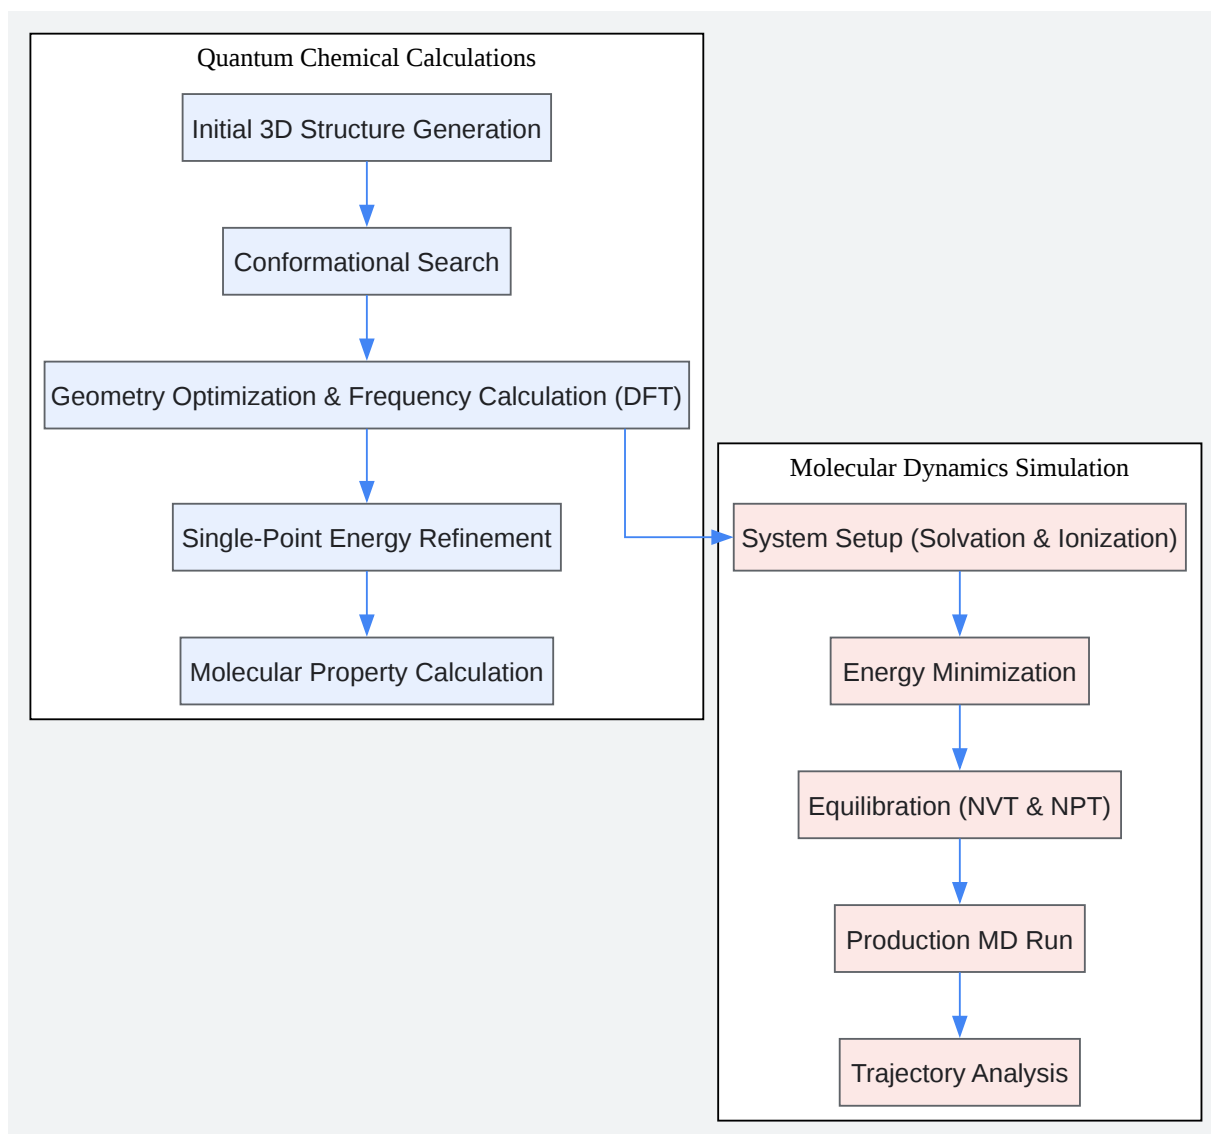 Quantum Chemical Calculations
Initial 3D Structure Generation
Conformational Search
Geometry Optimization & Frequency Calculation (DFT)
Single-Point Energy Refinement
Molecular Property Calculation
Molecular Dynamics Simulation
System Setup (Solvation & Ionization)
Energy Minimization
Equilibration (NVT & NPT)
Production MD Run
Trajectory Analysis